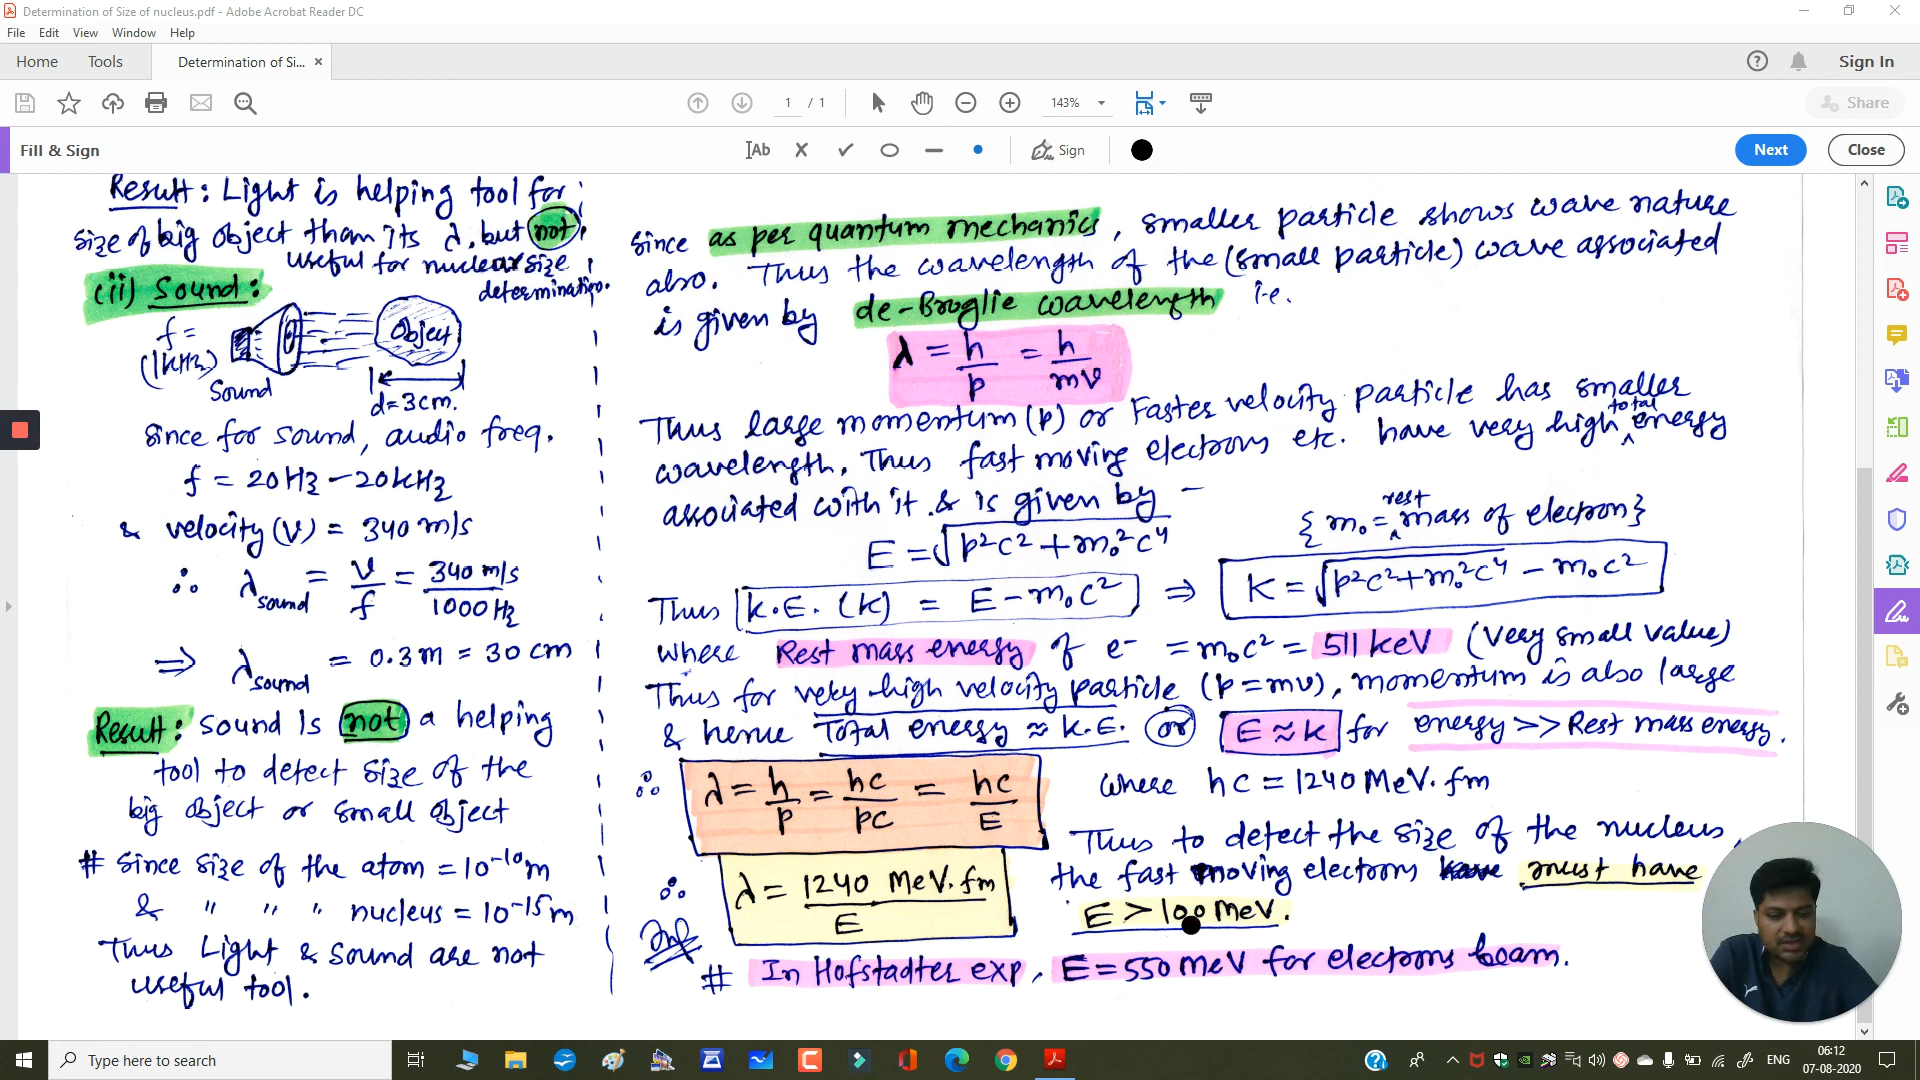 Determination of Size of nucleus.pdf - Adobe Acrobat Reader DC
File Edit View Window Help
Home Tools Determination of Si... × Sign In
1 / 1 143% Share
Fill & Sign IAb Sign Next Close
Result: Light is helping tool for
size of big object than its λ, but not
useful for nuclear size
determination.
(ii) Sound:
f =
(1kHz)
Sound
Object
d=3cm.
since for sound, audio freq.
f = 20Hz - 20kHz
& velocity (V) = 340 m/s
∴ λsound = V/f = 340 m/s / 1000 Hz
⇒ λsound = 0.3m = 30 cm
Result: Sound is not a helping
tool to detect size of the
big object or small object
# Since size of the atom = 10⁻¹⁰m
& " " " nucleus = 10⁻¹⁵m
Thus Light & Sound are not
useful tool.
since as per quantum mechanics, smaller particle shows wave nature
also. Thus the wavelength of the (small particle) wave associated
is given by de-Broglie wavelength i.e.
λ = h/p = h/mv
Thus large momentum (p) or Faster velocity particle has smaller
wavelength. Thus fast moving electrons etc. have very high total energy
associated with it & is given by –
E = √p²c² + m₀²c⁴ {m₀ = rest mass of electron}
Thus K.E. (K) = E - m₀c² ⇒ K = √p²c² + m₀²c⁴ - m₀c²
where Rest mass energy of e⁻ = m₀c² = 511 keV (very small value)
Thus for very high velocity particle (p=mv), momentum is also large
& hence Total energy ≈ K.E. or E ≈ K for energy >> Rest mass energy.
∴ λ = h/p = hc/pc = hc/E where hc = 1240 MeV.fm
Thus to detect the size of the nucleus,
the fast moving electrons must have
E > 100 MeV.
∴ λ = 1240 MeV.fm / E
# In Hofstadter exp, E = 550 MeV for electrons beam.
Type here to search
ENG
06:12
07-08-2020